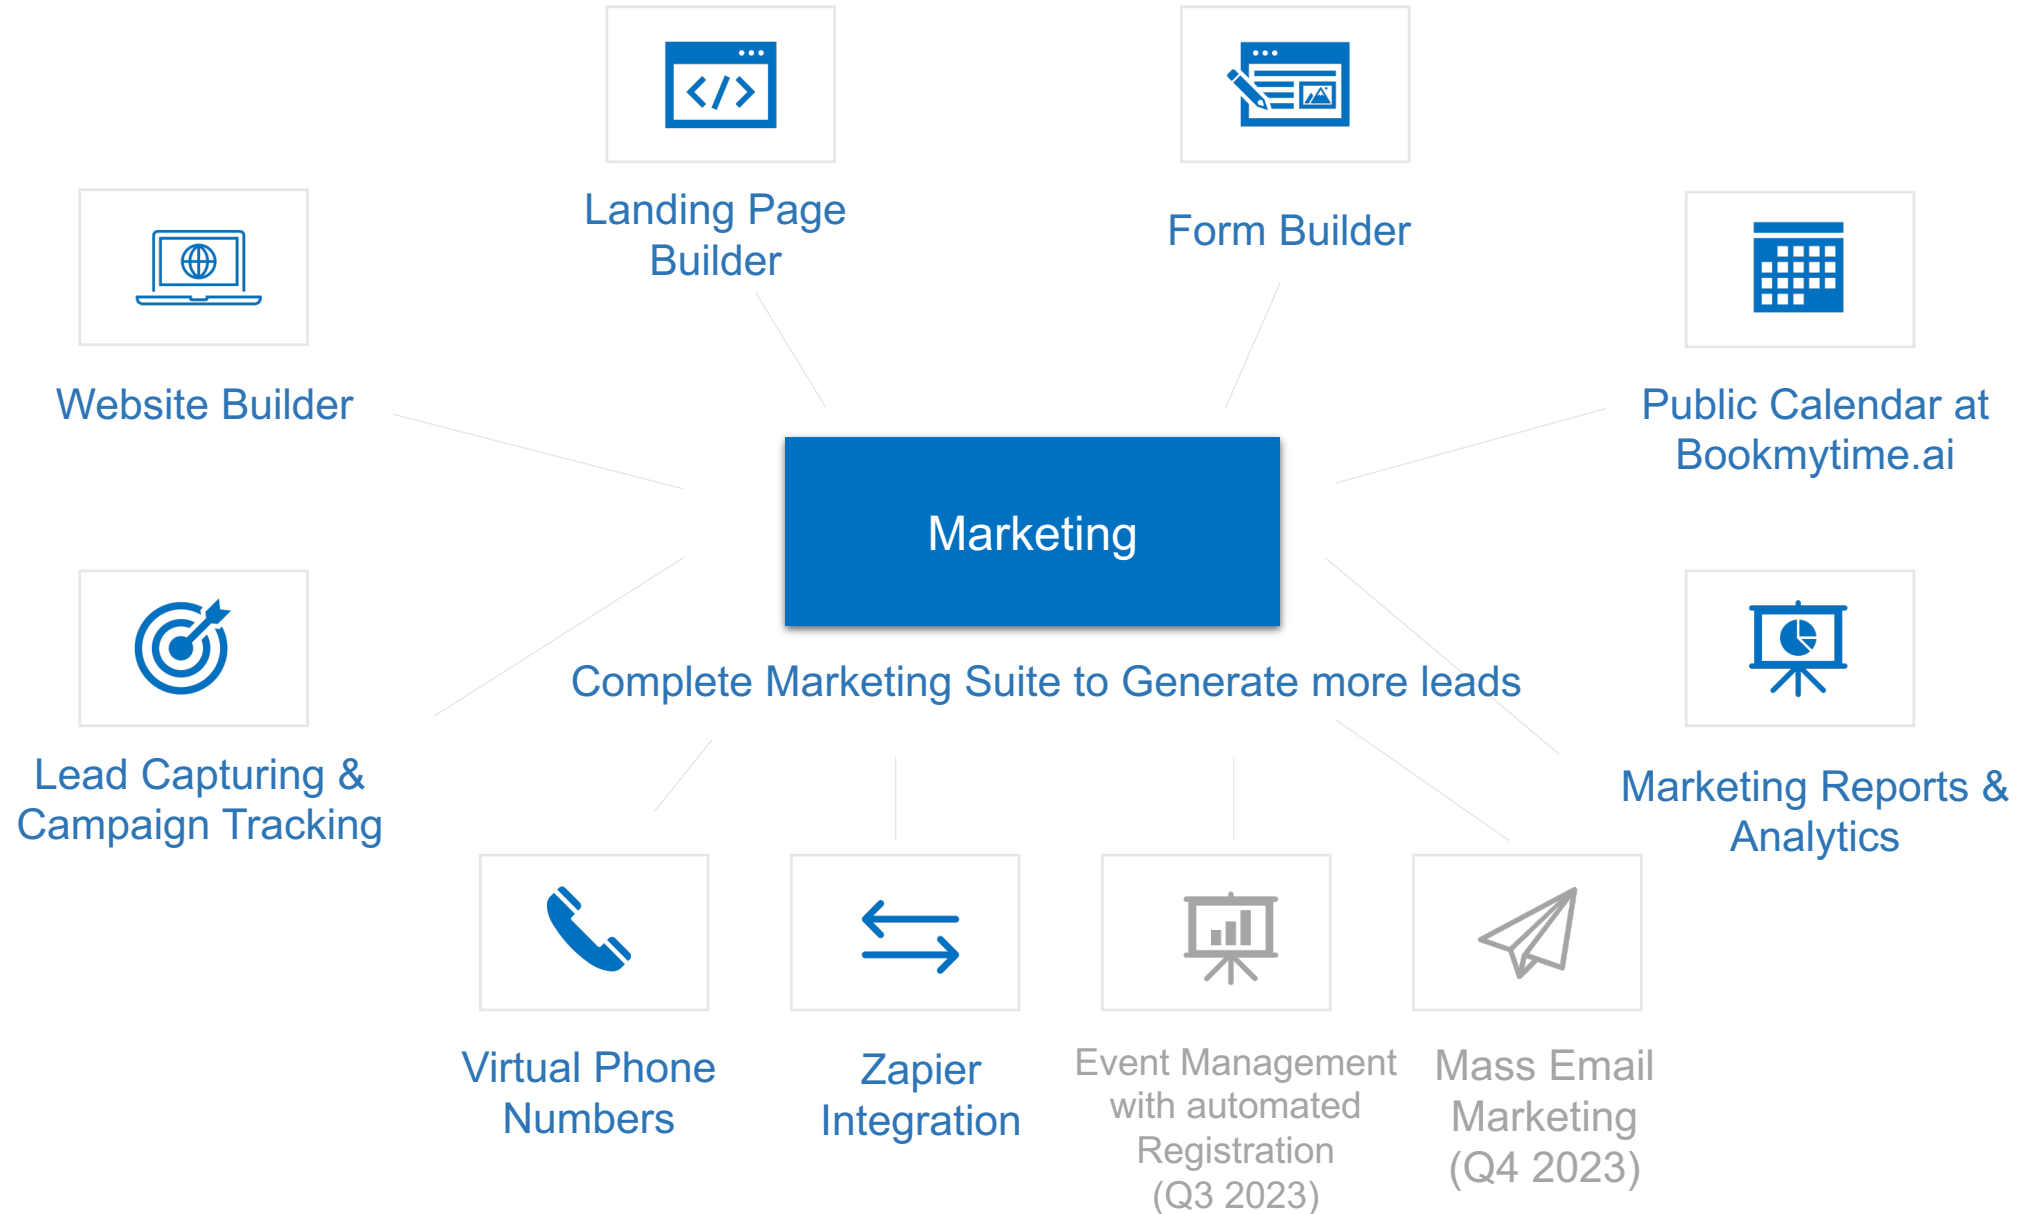 Landing Page
Builder
Form Builder
Website Builder
Public Calendar at
Bookmytime.ai
Marketing
Complete Marketing Suite to Generate more leads
Lead Capturing &
Campaign Tracking
Marketing Reports &
Analytics
Virtual Phone
Numbers
Zapier
Integration
Event Management
with automated
Registration
(Q3 2023)
Mass Email
Marketing
(Q4 2023)